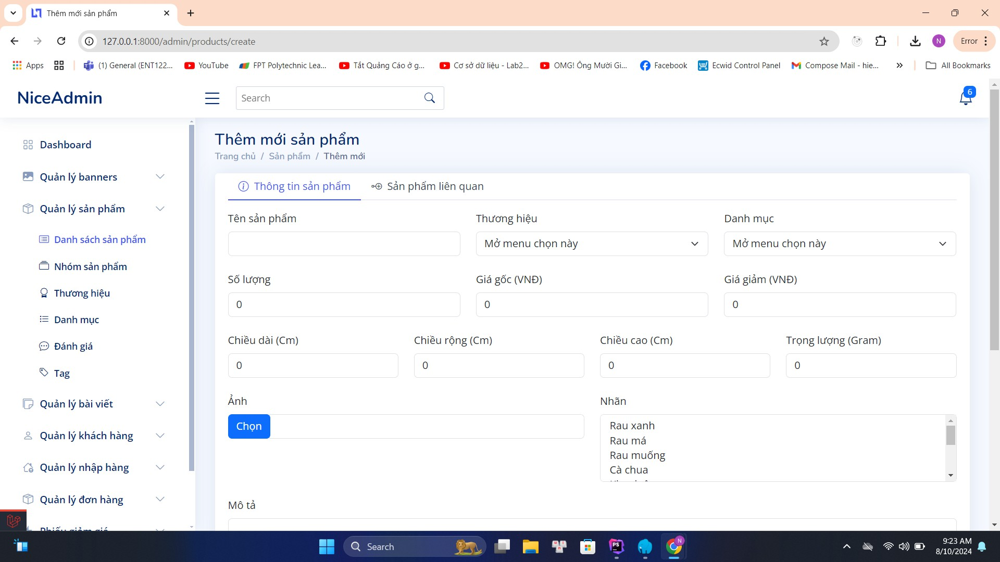 Thêm mới sản phẩm
127.0.0.1:8000/admin/products/create
N
Error
Apps
(1) General (ENT122...
YouTube
FPT Polytechnic Lea...
Tắt Quảng Cáo ở g...
Cơ sở dữ liệu - Lab2...
OMG! Ông Mười Gi...
Facebook
Ecwid Control Panel
Compose Mail - hie...
All Bookmarks
NiceAdmin
Search
6
Dashboard
Quản lý banners
Quản lý sản phẩm
Danh sách sản phẩm
Nhóm sản phẩm
Thương hiệu
Danh mục
Đánh giá
Tag
Quản lý bài viết
Quản lý khách hàng
Quản lý nhập hàng
Quản lý đơn hàng
Phiếu giảm giá
Thêm mới sản phẩm
Trang chủ / Sản phẩm / Thêm mới
Thông tin sản phẩm
Sản phẩm liên quan
Tên sản phẩm
Thương hiệu
Mở menu chọn này
Danh mục
Mở menu chọn này
Số lượng
0
Giá gốc (VNĐ)
0
Giá giảm (VNĐ)
0
Chiều dài (Cm)
0
Chiều rộng (Cm)
0
Chiều cao (Cm)
0
Trọng lượng (Gram)
0
Ảnh
Chọn
Nhãn
Rau xanh
Rau má
Rau muống
Cà chua
Mô tả
Search
PS
N
9:23 AM
8/10/2024